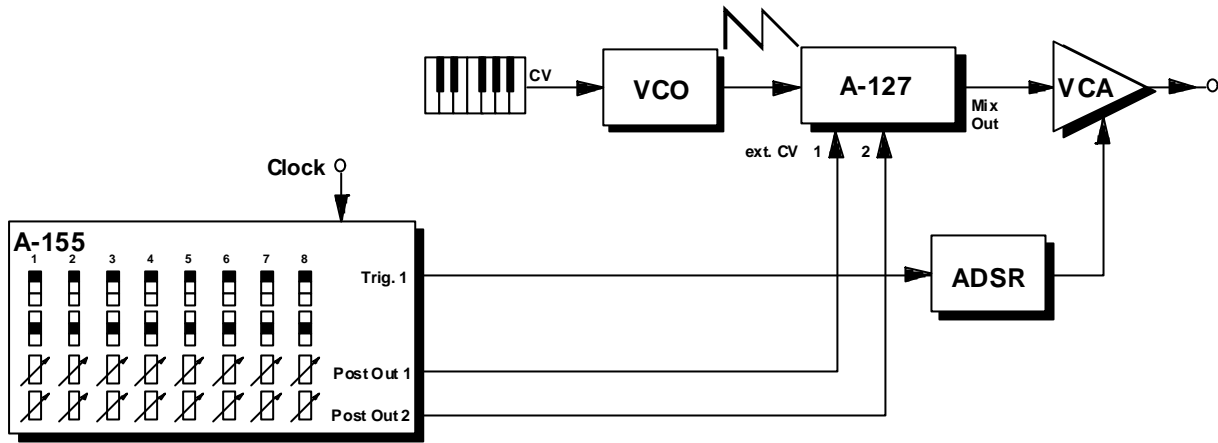 CV
VCO
A-127
Mix
Out
VCA
ext. CV 1 2
Clock
A-155
1 2 3 4 5 6 7 8
Trig. 1
ADSR
Post Out 1
Post Out 2